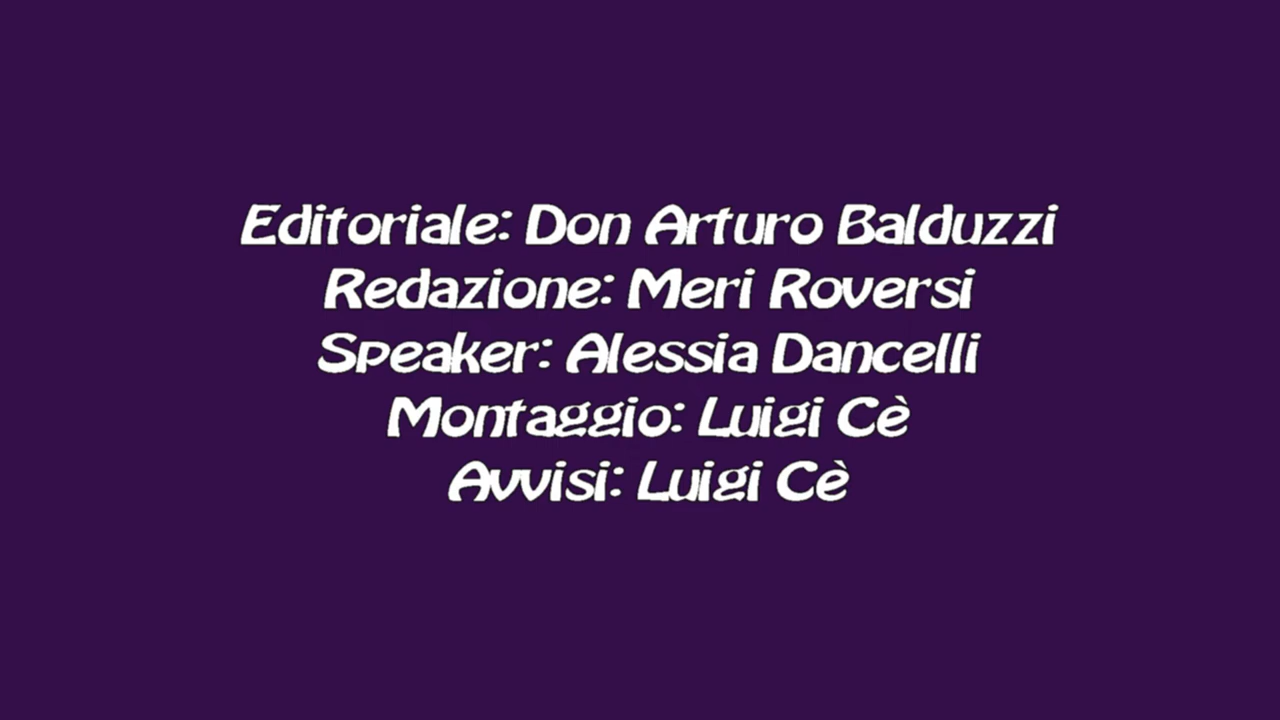 Editoriale: Don Arturo Balduzzi
Redazione: Meri Roversi
Speaker: Alessia Dancelli
Montaggio: Luigi Cè
Avvisi: Luigi Cè